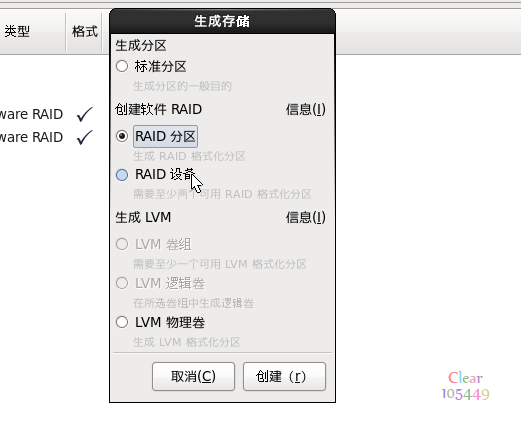 生成存储
类型 格式
生成分区
标准分区
生成分区的一般目的
创建软件 RAID 信息(I)
ware RAID ✓
RAID 分区
ware RAID ✓
生成 RAID 格式化分区
RAID 设备
需要至少两个可用 RAID 格式化分区
生成 LVM 信息(I)
LVM 卷组
需要至少一个可用 LVM 格式化分区
LVM 逻辑卷
在所选卷组中生成逻辑卷
LVM 物理卷
生成 LVM 格式化分区
取消(C) 创建（r）
Clear
105449